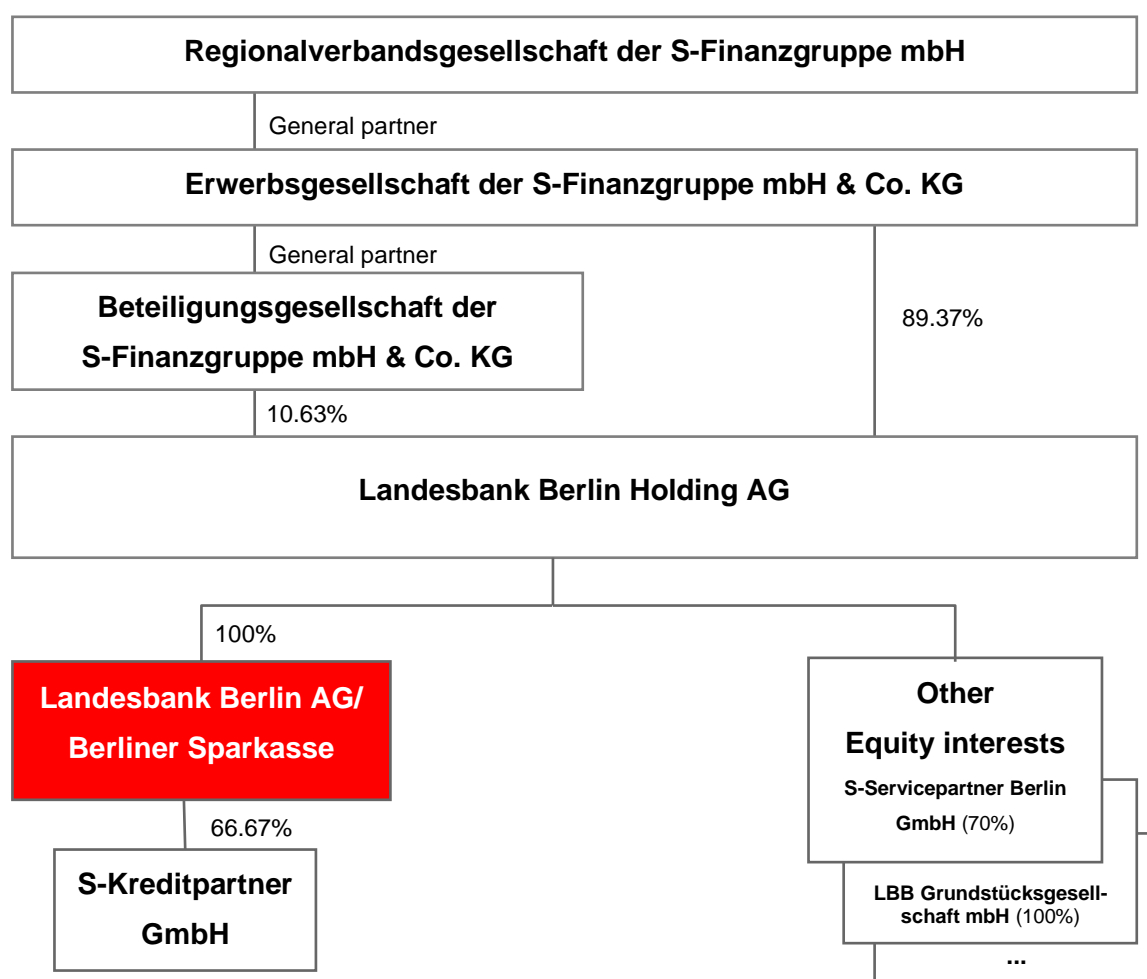 Regionalverbandsgesellschaft der S-Finanzgruppe mbH
General partner
Erwerbsgesellschaft der S-Finanzgruppe mbH & Co. KG
General partner
Beteiligungsgesellschaft der
S-Finanzgruppe mbH & Co. KG
89.37%
10.63%
Landesbank Berlin Holding AG
100%
Landesbank Berlin AG/
Berliner Sparkasse
66.67%
S-Kreditpartner
GmbH
Other
Equity interests
S-Servicepartner Berlin
GmbH (70%)
LBB Grundstücksgesell-
schaft mbH (100%)
...